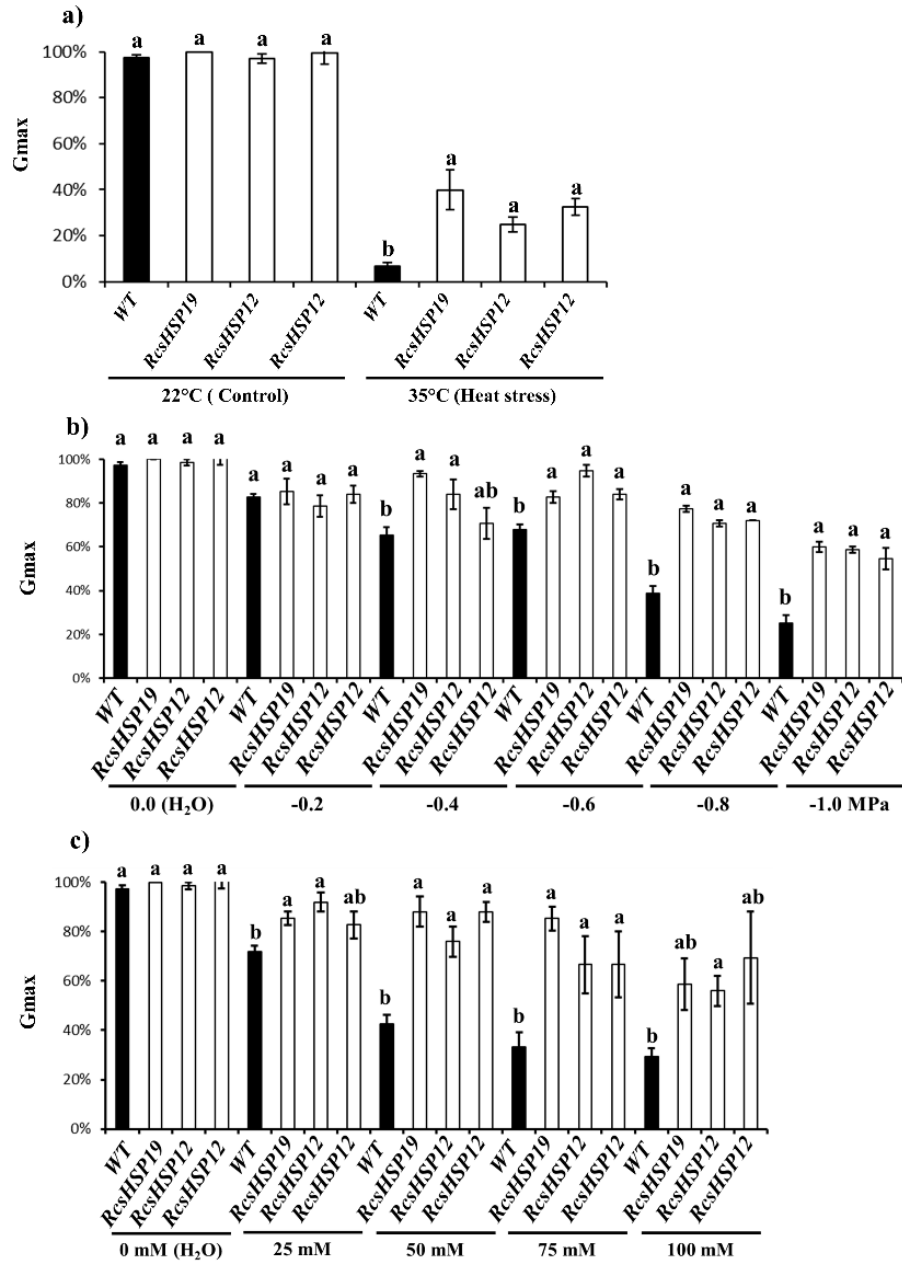 a)
a a a a
100%
80%
60%
40%
20%
0%
Gmax
a a a
b
WT RcsHSP19 RcsHSP12 RcsHSP12 WT RcsHSP19 RcsHSP12 RcsHSP12
22°C ( Control) 35°C (Heat stress)
b)
a a a a a a a a b a a ab b a a a b a a a b a a a
100%
80%
60%
40%
20%
0%
Gmax
WT RcsHSP19 RcsHSP12 RcsHSP12 WT RcsHSP19 RcsHSP12 RcsHSP12 WT RcsHSP19 RcsHSP12 RcsHSP12 WT RcsHSP19 RcsHSP12 RcsHSP12 WT RcsHSP19 RcsHSP12 RcsHSP12 WT RcsHSP19 RcsHSP12 RcsHSP12
0.0 (H₂O) -0.2 -0.4 -0.6 -0.8 -1.0 MPa
c)
a a a a b a a ab b a a a b a a a b ab a ab
100%
80%
60%
40%
20%
0%
Gmax
WT RcsHSP19 RcsHSP12 RcsHSP12 WT RcsHSP19 RcsHSP12 RcsHSP12 WT RcsHSP19 RcsHSP12 RcsHSP12 WT RcsHSP19 RcsHSP12 RcsHSP12 WT RcsHSP19 RcsHSP12 RcsHSP12
0 mM (H₂O) 25 mM 50 mM 75 mM 100 mM